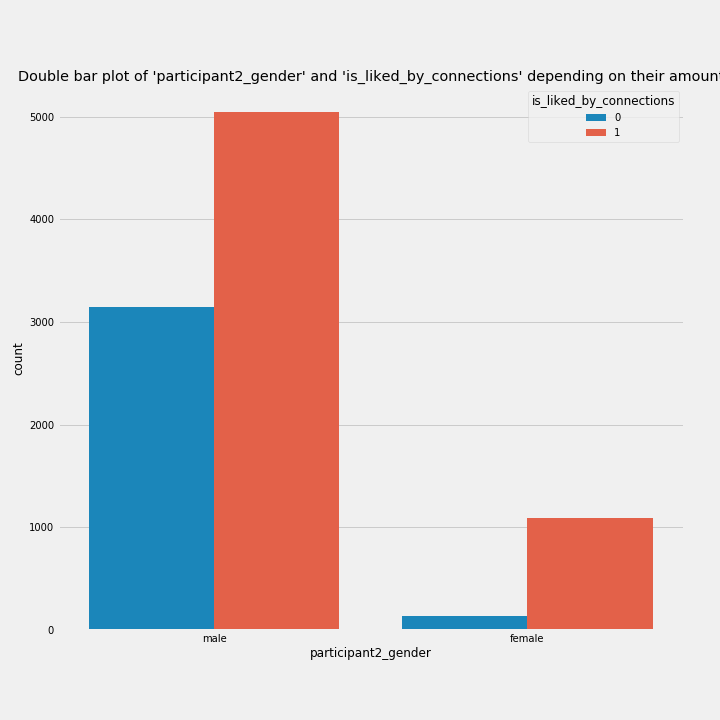 Double bar plot of 'participant2_gender' and 'is_liked_by_connections' depending on their amount
is_liked_by_connections
0
1
5000
4000
3000
2000
1000
0
count
male
female
participant2_gender